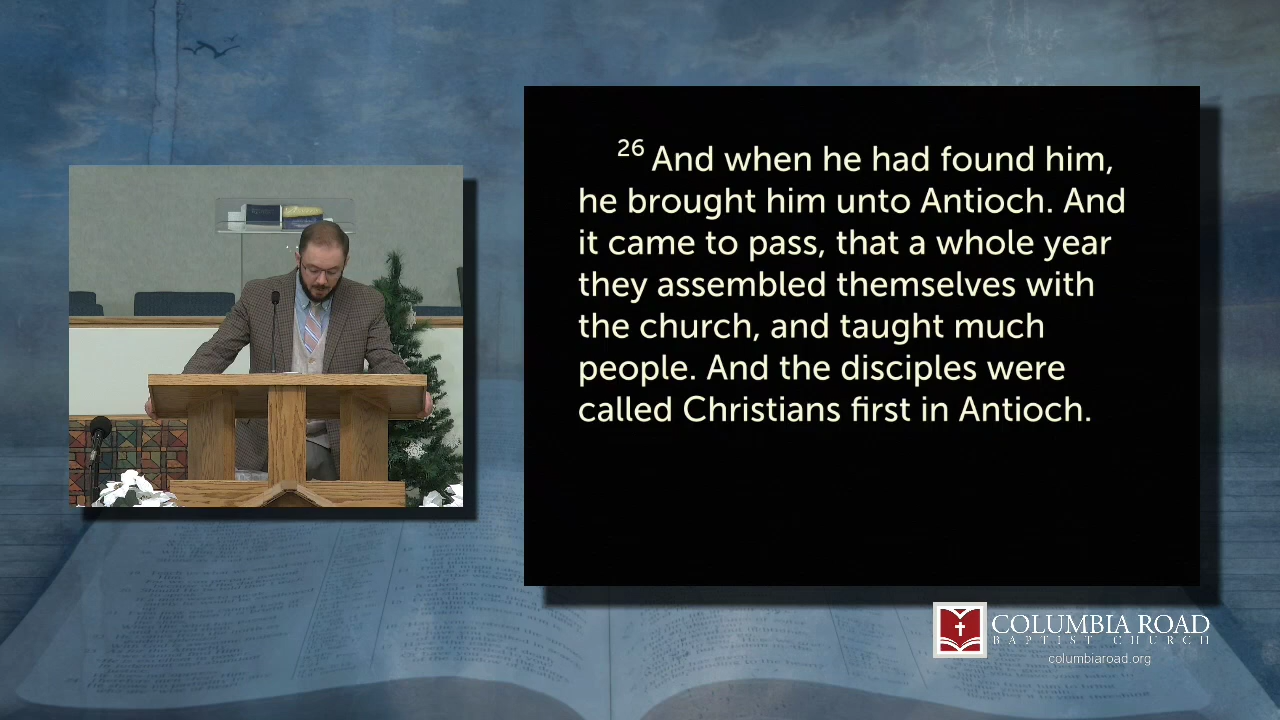 26 And when he had found him,
he brought him unto Antioch. And
it came to pass, that a whole year
they assembled themselves with
the church, and taught much
people. And the disciples were
called Christians first in Antioch.
COLUMBIA ROAD
BAPTIST CHURCH
columbiaroad.org